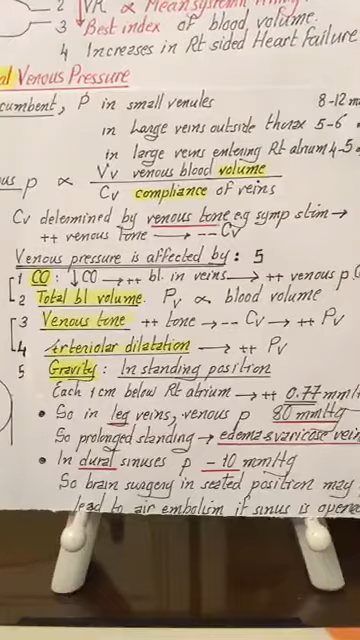 2 ↓VR ∝ Mean systemic
3 Best index of blood volume.
4 Increases in Rt sided Heart failure
al Venous Pressure
cumbent, P in small venules 8-12 m
in Large veins outside thorax 5-6
in large veins entering Rt atrium 4-5
us p ∝ Vv venous blood volume
Cv compliance of veins
Cv determined by venous tone eg symp stim →
++ venous tone → -- Cv
Venous pressure is affected by : 5
1 CO : ↓CO → ++ bl. in veins → ++ venous p
2 Total bl volume. Pv ∝ blood volume
3 Venous tone ++ tone → -- Cv → ++ Pv
4 Arteriolar dilatation → ++ Pv
5 Gravity : In standing position
Each 1cm below Rt atrium → ++ 0.77 mmH
• So in leg veins, venous p 80 mmHg
So prolonged standing → edema & varicose vein
• In dural sinuses p -10 mmHg
So brain surgery in seated position may
lead to air embolism if sinus is opene